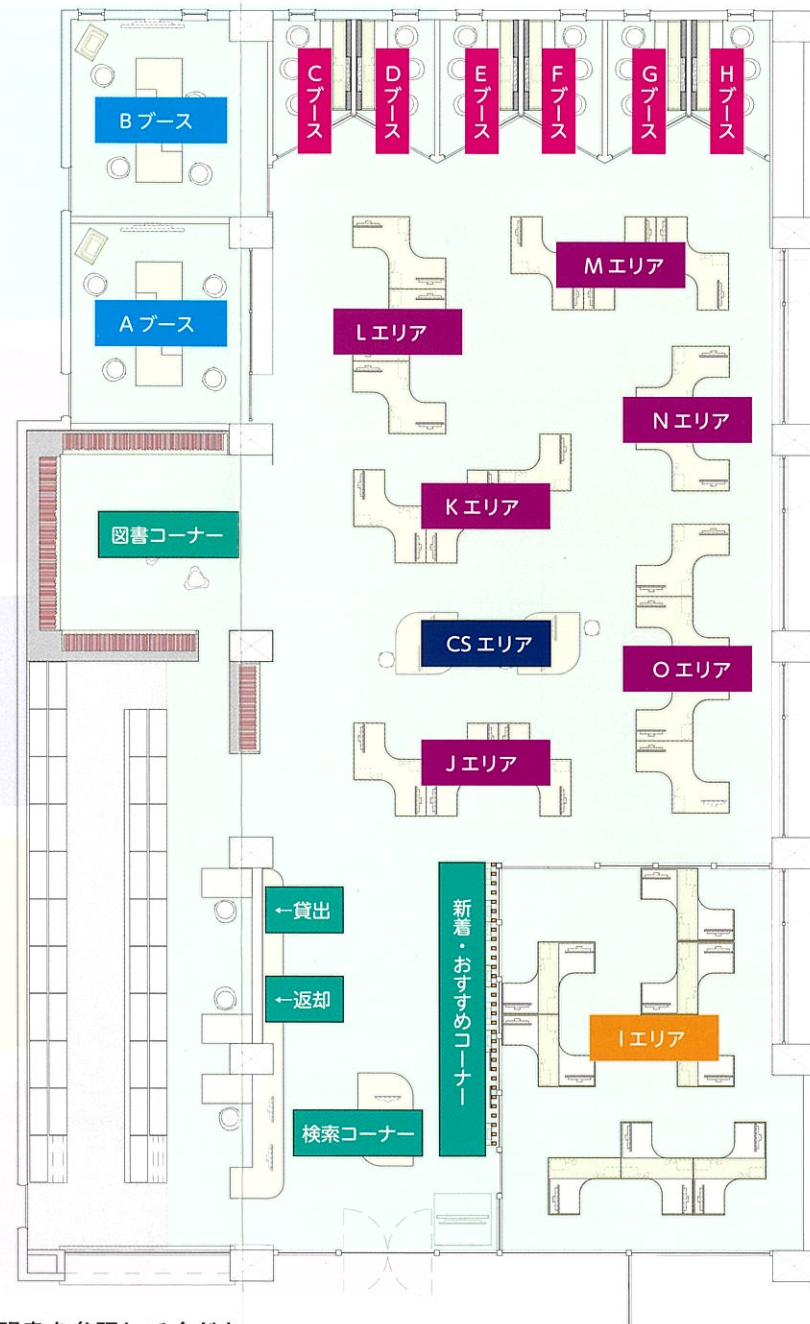 Cブース
Dブース
Eブース
Fブース
Gブース
Hブース
Bブース
Mエリア
Aブース
Lエリア
Nエリア
Kエリア
図書コーナー
CSエリア
Oエリア
Jエリア
←貸出
新着・おすすめコーナー
←返却
Iエリア
検索コーナー